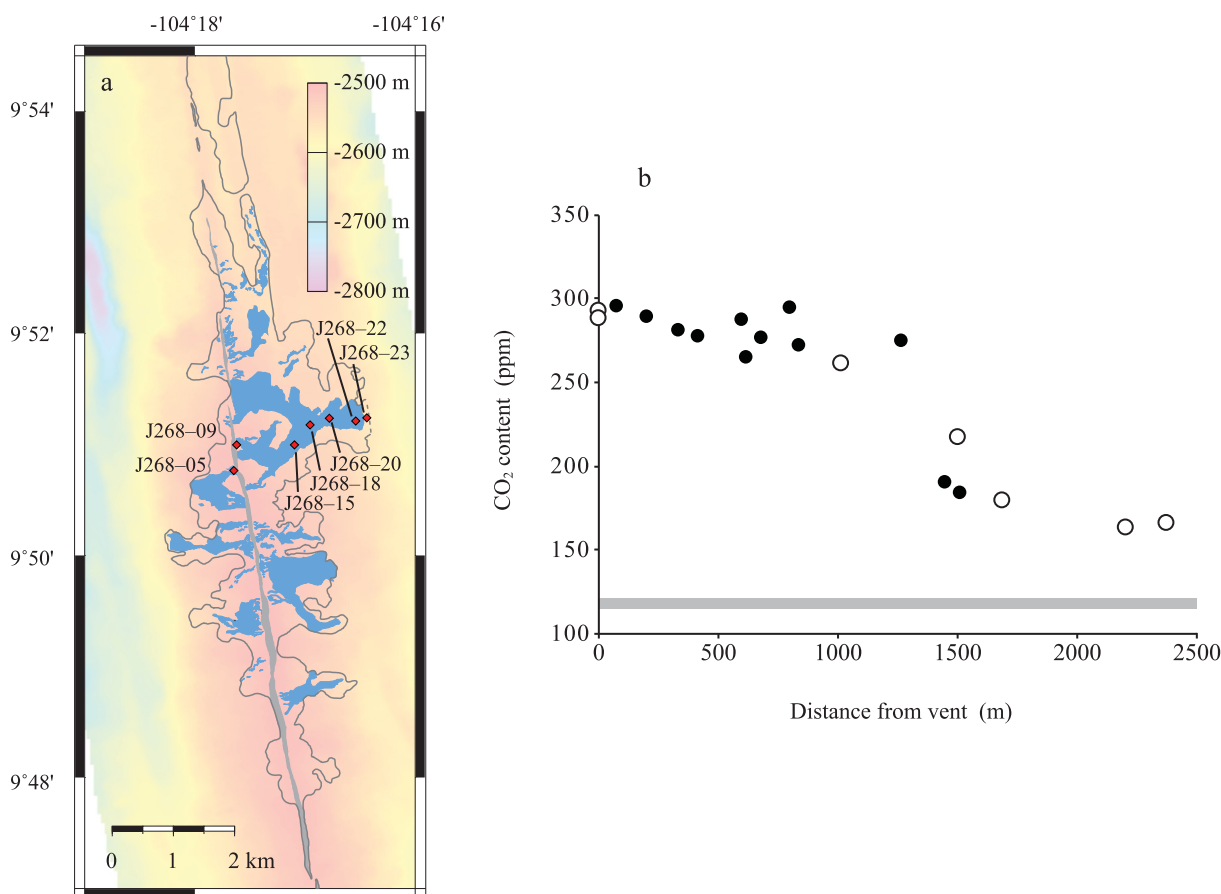 -104°18'
-104°16'
a
-2500 m
9°54'
-2600 m
-2700 m
-2800 m
9°52'
J268–22
J268–23
J268–09
J268–05
J268–20
J268–18
J268–15
9°50'
9°48'
0
1
2 km
b
350
300
250
200
150
100
CO₂ content (ppm)
0
500
1000
1500
2000
2500
Distance from vent (m)